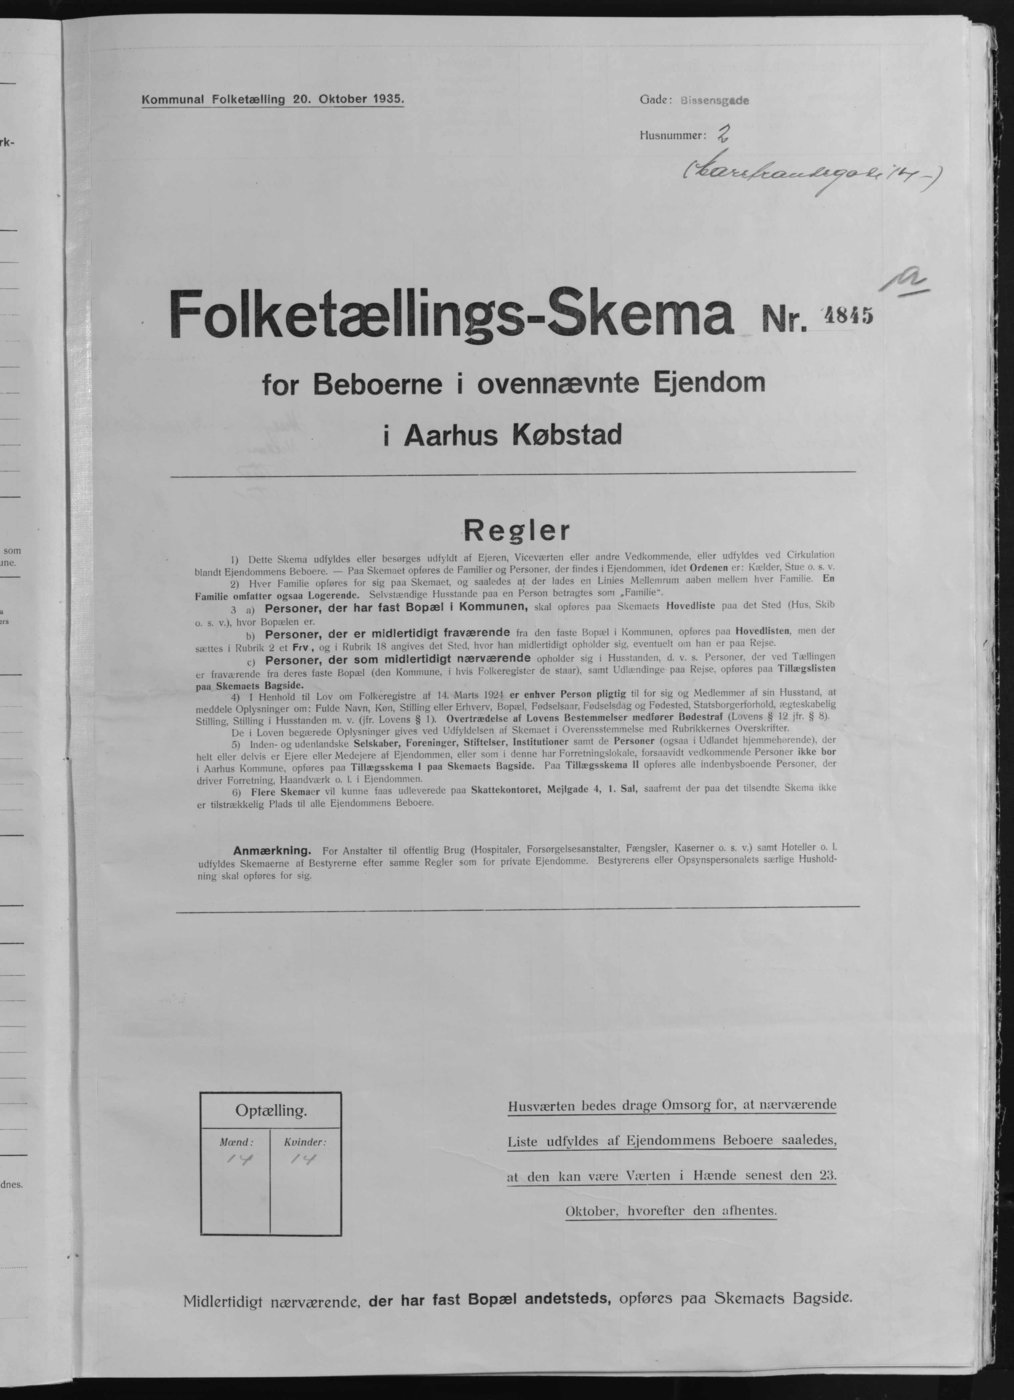 Kommunal Folketælling 20. Oktober 1935.
Gade: Bissensgade
Husnummer: 2
14
a
Folketællings-Skema Nr. 4845
for Beboerne i ovennævnte Ejendom
i Aarhus Købstad
Regler
1) Dette Skema udfyldes eller besørges udfyldt af Ejeren, Viceværten eller andre Vedkommende, eller udfyldes ved Cirkulation
blandt Ejendommens Beboere. — Paa Skemaet opføres de Familier og Personer, der findes i Ejendommen, idet Ordenen er: Kælder, Stue o. s. v.
2) Hver Familie opføres for sig paa Skemaet, og saaledes at der lades en Linies Mellemrum aaben mellem hver Familie. En
Familie omfatter ogsaa Logerende. Selvstændige Husstande paa en Person betragtes som „Familie".
3 a) Personer, der har fast Bopæl i Kommunen, skal opføres paa Skemaets Hovedliste paa det Sted (Hus, Skib
o. s. v.), hvor Bopælen er.
b) Personer, der er midlertidigt fraværende fra den faste Bopæl i Kommunen, opføres paa Hovedlisten, men der
sættes i Rubrik 2 et Frv, og i Rubrik 18 angives det Sted, hvor han midlertidigt opholder sig, eventuelt om han er paa Rejse.
c) Personer, der som midlertidigt nærværende opholder sig i Husstanden, d. v. s. Personer, der ved Tællingen
er fraværende fra deres faste Bopæl (den Kommune, i hvis Folkeregister de staar), samt Udlændinge paa Rejse, opføres paa Tillægslisten
paa Skemaets Bagside.
4) I Henhold til Lov om Folkeregistre af 14. Marts 1924 er enhver Person pligtig til for sig og Medlemmer af sin Husstand, at
meddele Oplysninger om: Fulde Navn, Køn, Stilling eller Erhverv, Bopæl, Fødselsaar, Fødselsdag og Fødested, Statsborgerforhold, ægteskabelig
Stilling, Stilling i Husstanden m. v. (jfr. Lovens § 1). Overtrædelse af Lovens Bestemmelser medfører Bødestraf (Lovens § 12 jfr. § 8).
De i Loven begærede Oplysninger gives ved Udfyldelsen af Skemaet i Overensstemmelse med Rubrikkernes Overskrifter.
5) Inden- og udenlandske Selskaber, Foreninger, Stiftelser, Institutioner samt de Personer (ogsaa i Udlandet hjemmehørende), der
helt eller delvis er Ejere eller Medejere af Ejendommen, eller som i denne har Forretningslokale, forsaavidt vedkommende Personer ikke bor
i Aarhus Kommune, opføres paa Tillægsskema I paa Skemaets Bagside. Paa Tillægsskema II opføres alle indenbysboende Personer, der
driver Forretning, Haandværk o. l. i Ejendommen.
6) Flere Skemaer vil kunne faas udleverede paa Skattekontoret, Mejlgade 4, 1. Sal, saafremt der paa det tilsendte Skema ikke
er tilstrækkelig Plads til alle Ejendommens Beboere.
Anmærkning. For Anstalter til offentlig Brug (Hospitaler, Forsørgelsesanstalter, Fængsler, Kaserner o. s. v.) samt Hoteller o. l.
udfyldes Skemaerne af Bestyrerne efter samme Regler som for private Ejendomme. Bestyrerens eller Opsynspersonalets særlige Hushold-
ning skal opføres for sig.
Optælling.
Mænd: Kvinder:
14 14
Husværten bedes drage Omsorg for, at nærværende
Liste udfyldes af Ejendommens Beboere saaledes,
at den kan være Værten i Hænde senest den 23.
Oktober, hvorefter den afhentes.
Midlertidigt nærværende, der har fast Bopæl andetsteds, opføres paa Skemaets Bagside.